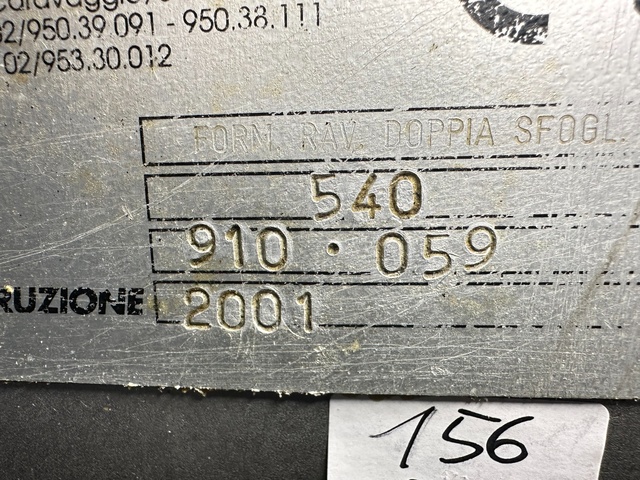 02/950.39 091 - 950.38.111
02/953.30.012
FORM. RAV. DOPPIA SFOGL.
540
910 · 059
RUZIONE 2001
156